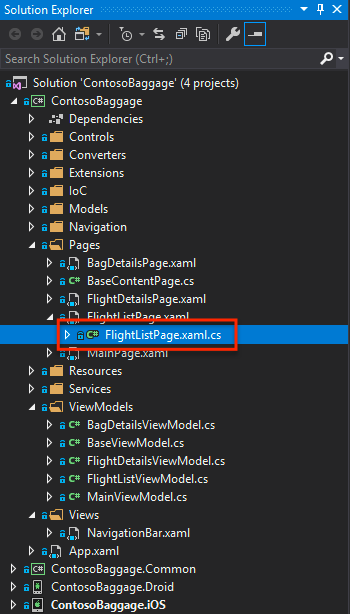 Solution Explorer
Search Solution Explorer (Ctrl+;)
Solution 'ContosoBaggage' (4 projects)
C# ContosoBaggage
Dependencies
Controls
Converters
Extensions
IoC
Models
Navigation
Pages
BagDetailsPage.xaml
C# BaseContentPage.cs
FlightDetailsPage.xaml
FlightListPage.xaml
C# FlightListPage.xaml.cs
MainPage.xaml
Resources
Services
ViewModels
C# BagDetailsViewModel.cs
C# BaseViewModel.cs
C# FlightDetailsViewModel.cs
C# FlightListViewModel.cs
C# MainViewModel.cs
Views
NavigationBar.xaml
App.xaml
C# ContosoBaggage.Common
ContosoBaggage.Droid
ContosoBaggage.iOS